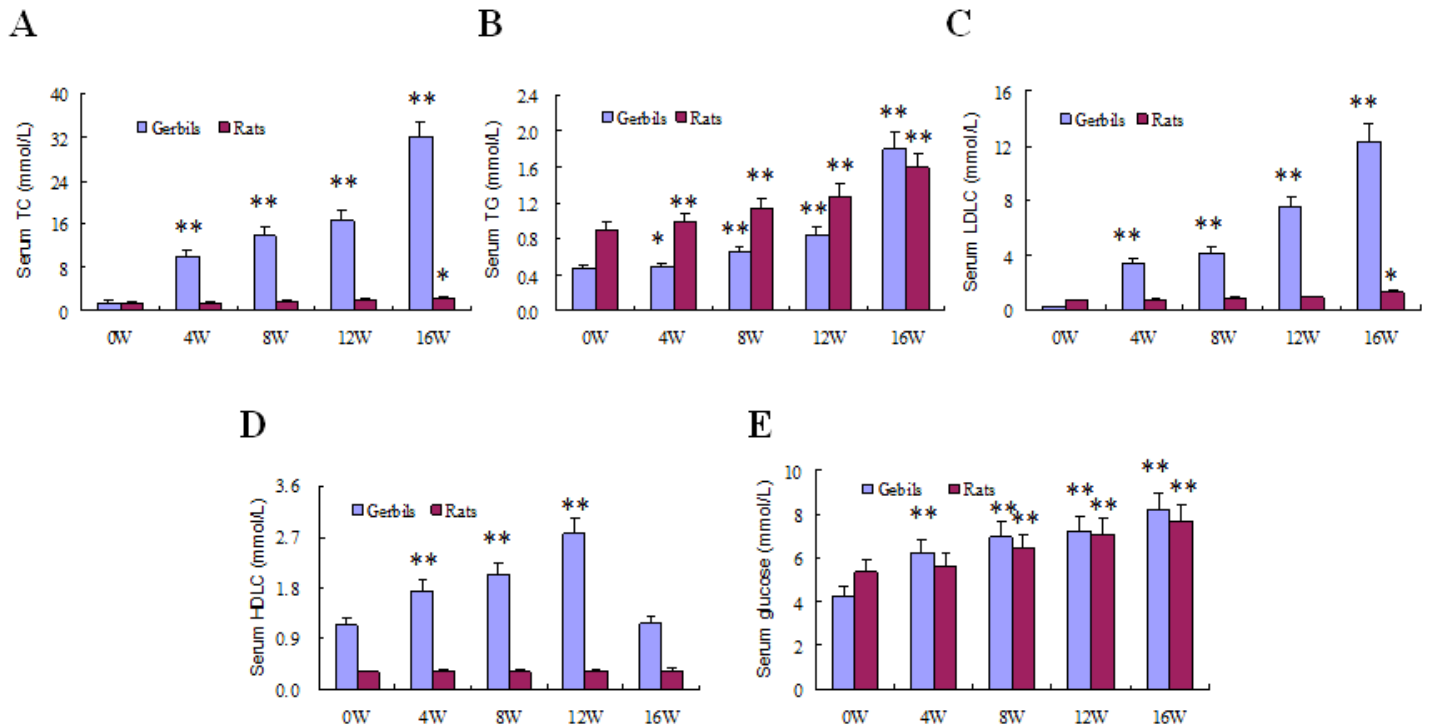 A
Serum TC (mmol/L)
40
32
24
16
8
0
Gerbils Rats
** ** ** ** *
0W 4W 8W 12W 16W
B
Serum TG (mmol/L)
2.4
2.0
1.6
1.2
0.8
0.4
0.0
Gerbils Rats
* ** ** ** ** ** ** **
0W 4W 8W 12W 16W
C
Serum LDLC (mmol/L)
16
12
8
4
0
Gerbils Rats
** ** ** ** *
0W 4W 8W 12W 16W
D
Serum HDLC (mmol/L)
3.6
2.7
1.8
0.9
0.0
Gerbils Rats
** ** **
0W 4W 8W 12W 16W
E
Serum glucose (mmol/L)
10
8
6
4
2
0
Gebils Rats
** ** ** ** ** ** **
0W 4W 8W 12W 16W